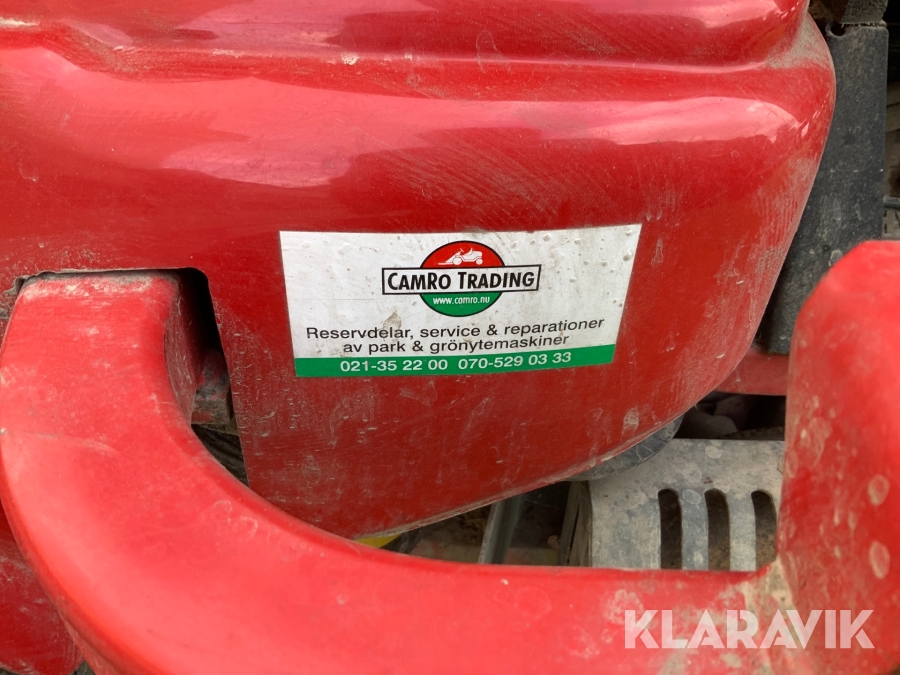 CAMRO TRADING
www.camro.nu
Reservdelar, service & reparationer
av park & grönytemaskiner
021-35 22 00 070-529 03 33
KLARAVIK